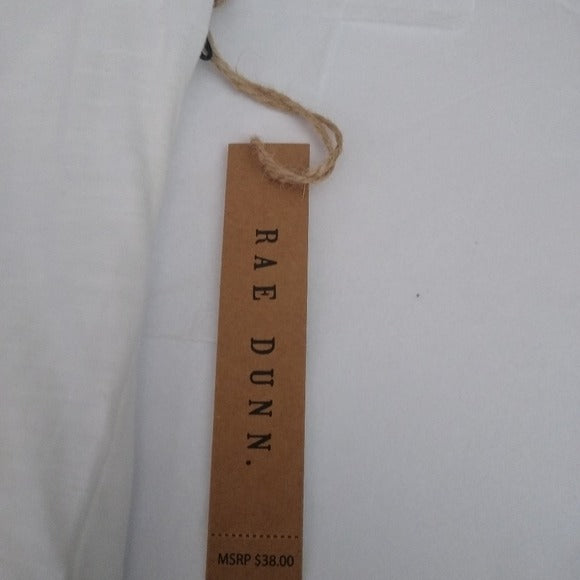 RAE DUNN.
MSRP $38.00